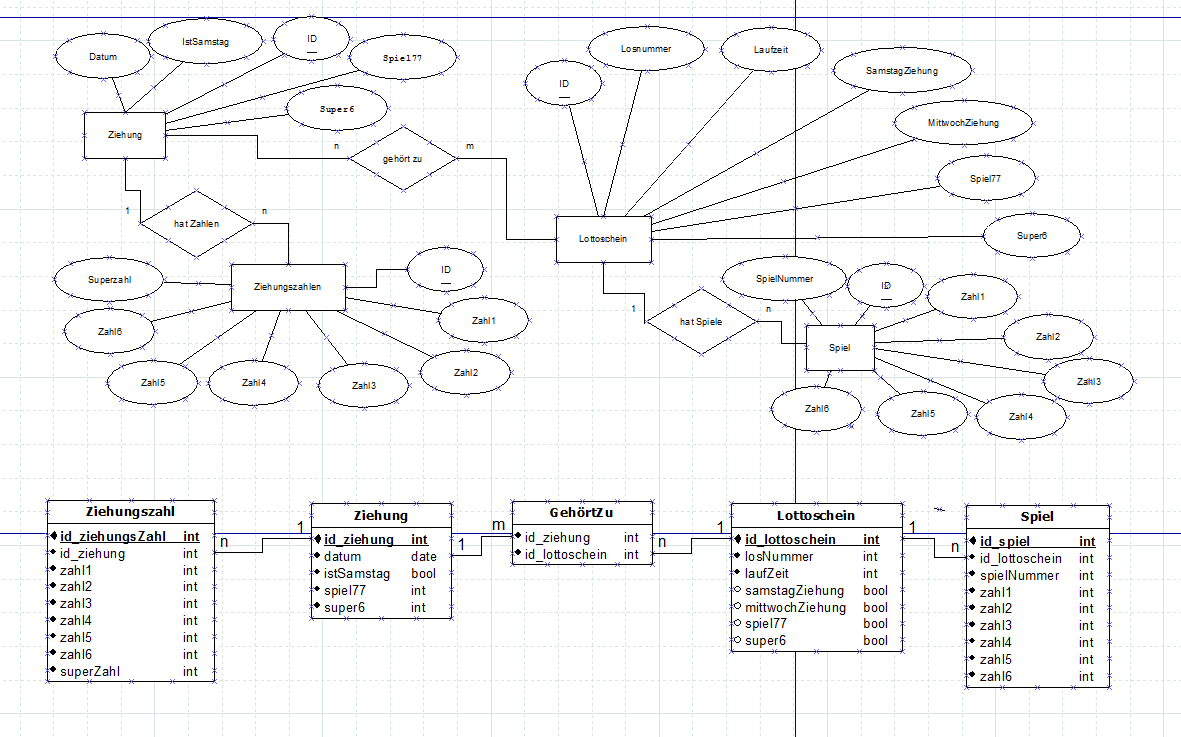 Datum
IstSamstag
ID
Spiel77
Super6
Ziehung
n
gehört zu
m
ID
Losnummer
Laufzeit
SamstagZiehung
MittwochZiehung
Spiel77
Super6
Lottoschein
1
hat Zahlen
n
Superzahl
Ziehungszahlen
ID
Zahl1
Zahl2
Zahl3
Zahl4
Zahl5
Zahl6
1
hat Spiele
n
SpielNummer
ID
Zahl1
Zahl2
Zahl3
Zahl4
Zahl5
Zahl6
Spiel
Ziehungszahl
id_ziehungsZahl int
id_ziehung int
zahl1 int
zahl2 int
zahl3 int
zahl4 int
zahl5 int
zahl6 int
superZahl int
n
1
Ziehung
id_ziehung int
datum date
istSamstag bool
spiel77 int
super6 int
1
m
GehörtZu
id_ziehung int
id_lottoschein int
n
1
Lottoschein
id_lottoschein int
losNummer int
laufZeit int
samstagZiehung bool
mittwochZiehung bool
spiel77 bool
super6 bool
1
n
Spiel
id_spiel int
id_lottoschein int
spielNummer int
zahl1 int
zahl2 int
zahl3 int
zahl4 int
zahl5 int
zahl6 int